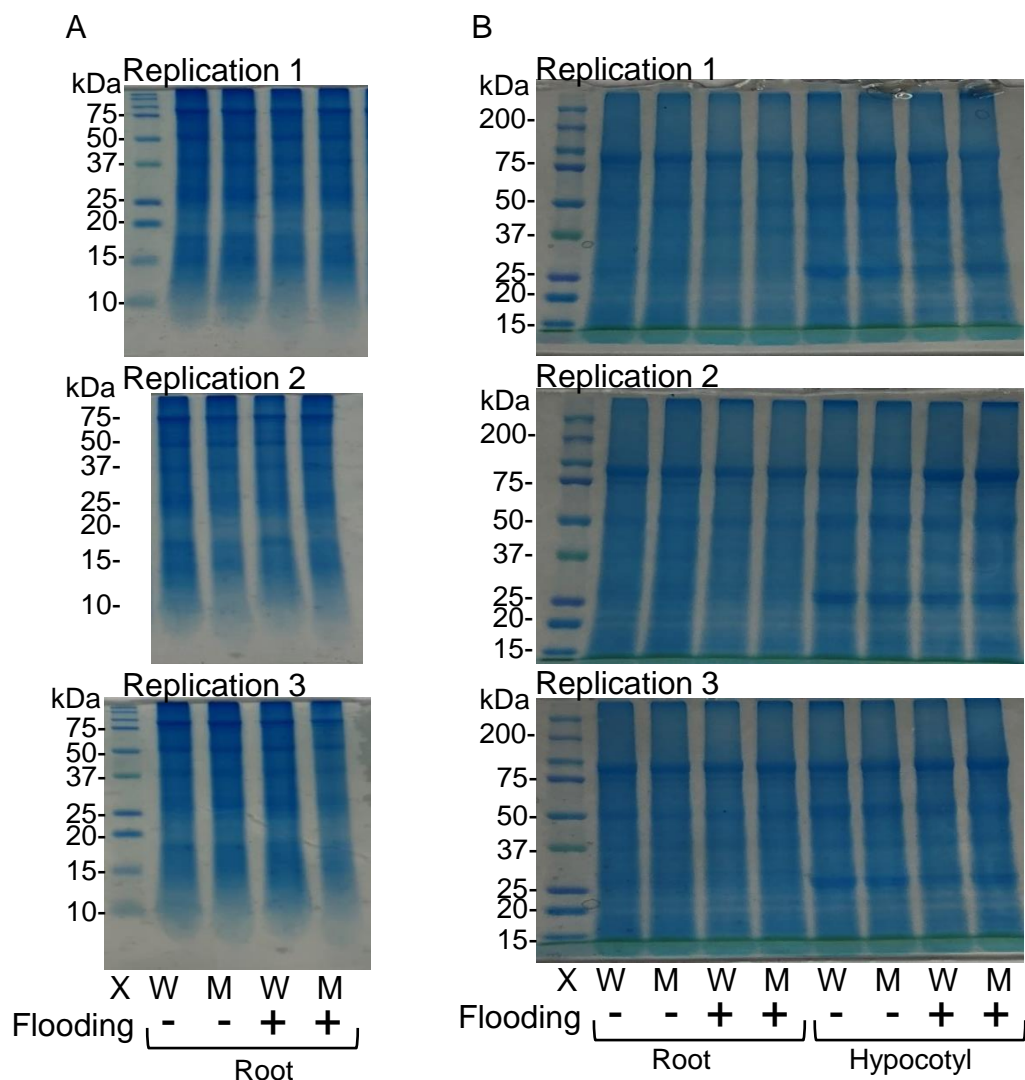 A
Replication 1
kDa
75-
50-
37-
25-
20-
15-
10-
Replication 2
kDa
75-
50-
37-
25-
20-
15-
10-
Replication 3
kDa
75-
50-
37-
25-
20-
15-
10-
X W M W M
Flooding - - + +
Root
B
Replication 1
kDa
200-
75-
50-
37-
25-
20-
15-
Replication 2
kDa
200-
75-
50-
37-
25-
20-
15-
Replication 3
kDa
200-
75-
50-
37-
25-
20-
15-
X W M W M W M W M
Flooding - - + + - - + +
Root Hypocotyl